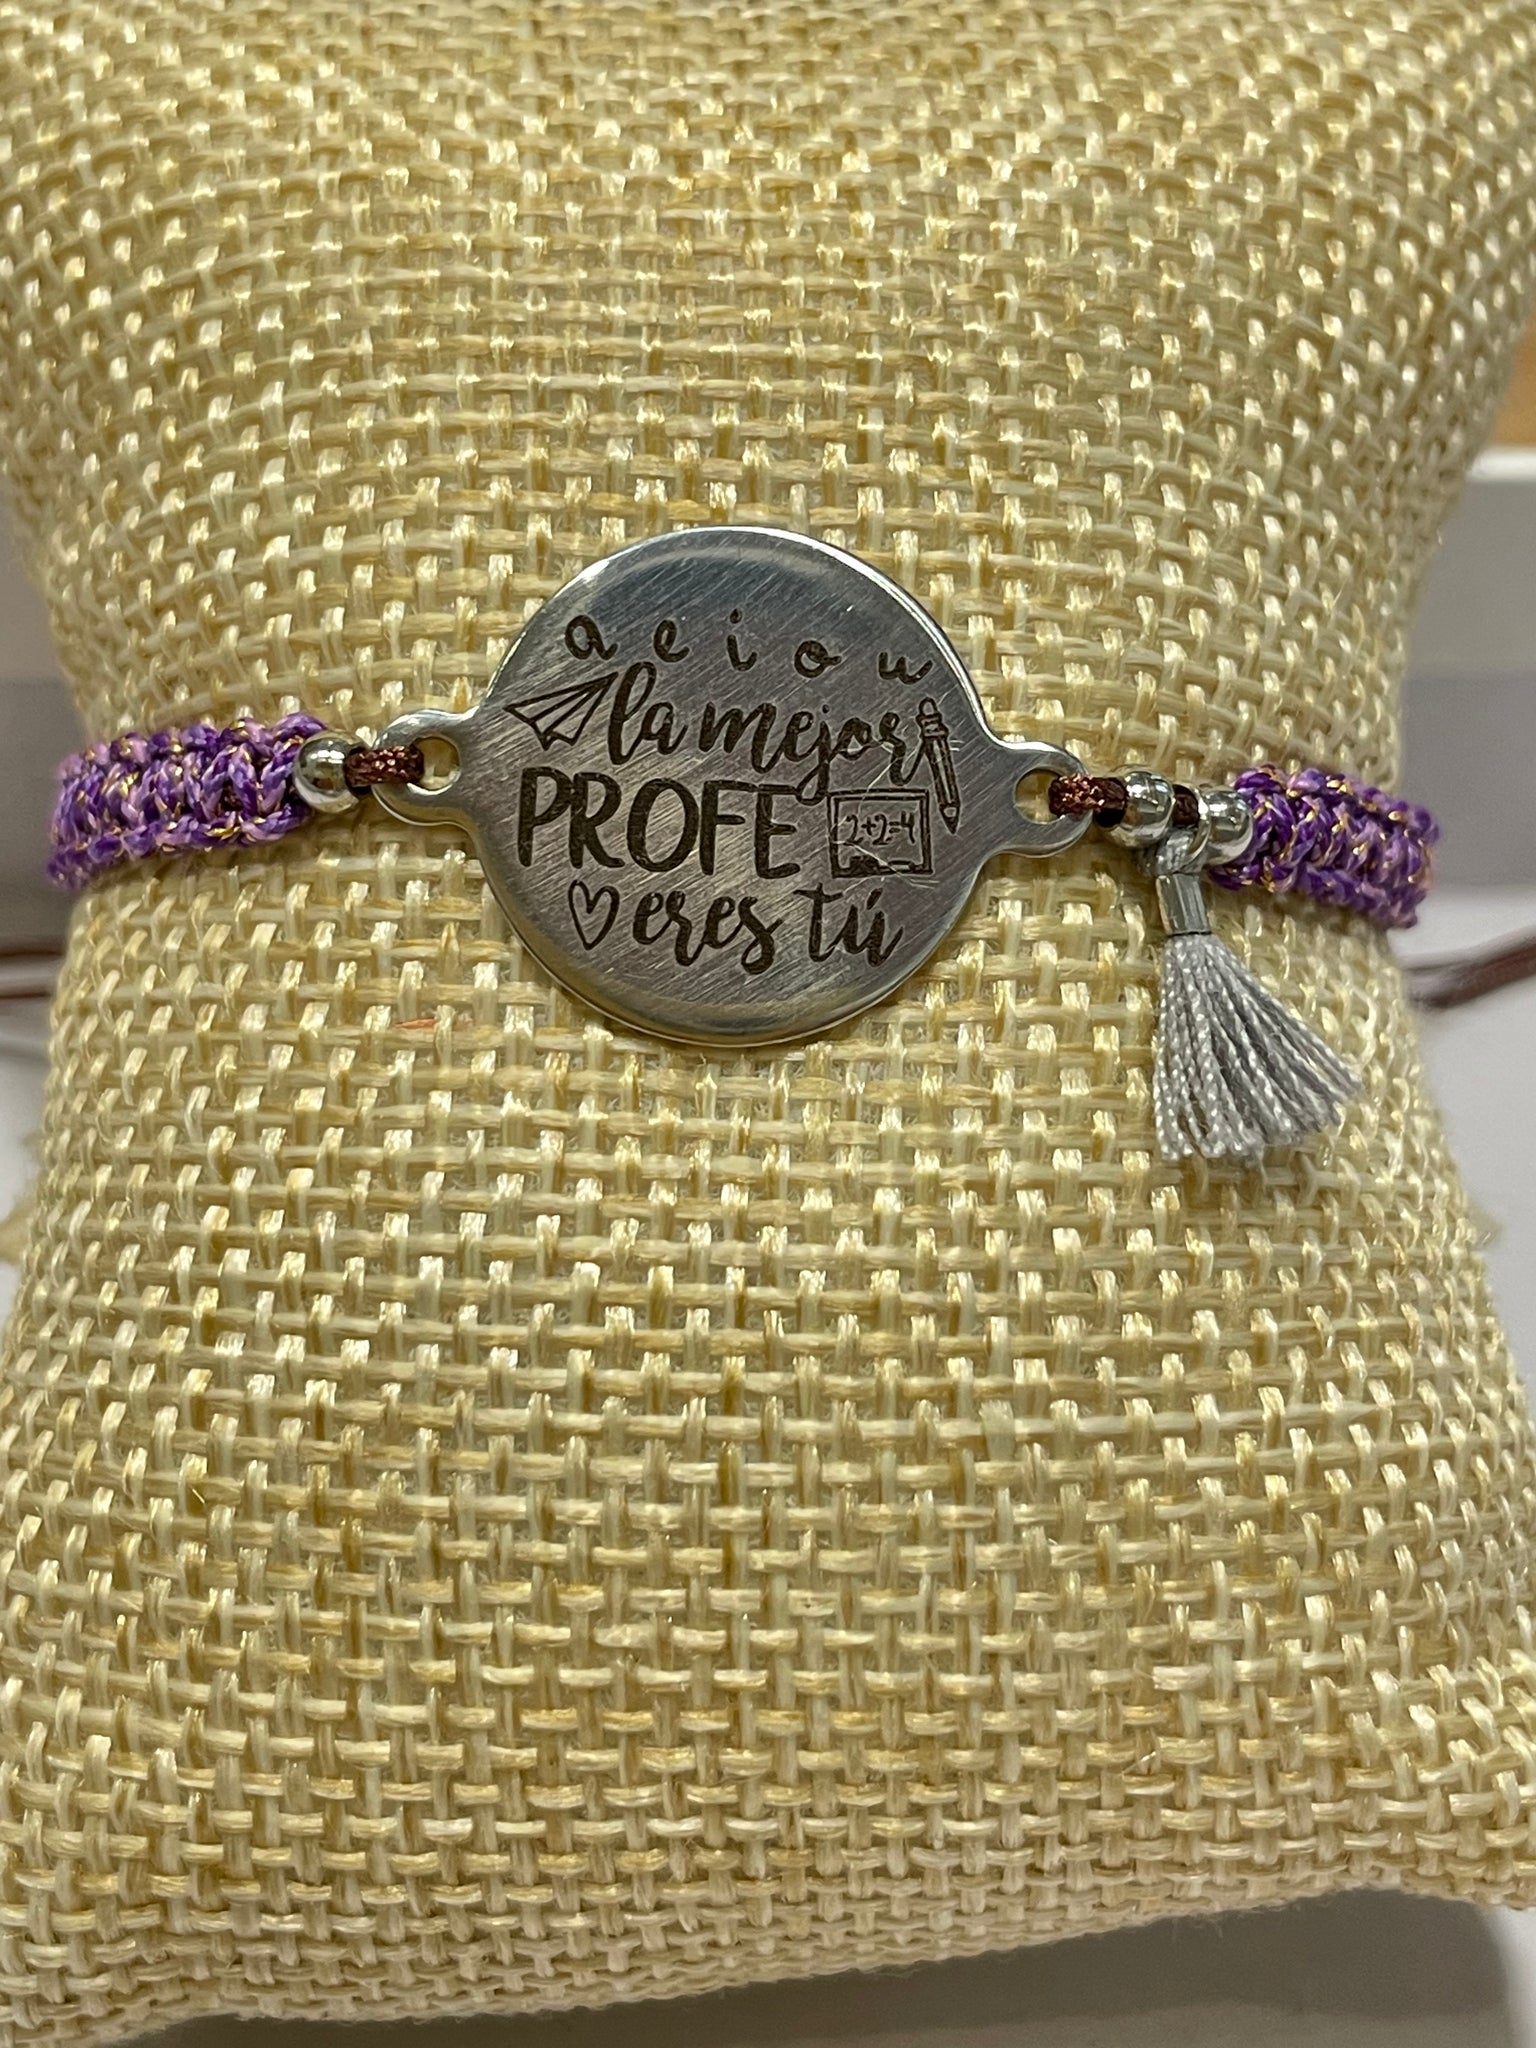 a e i o u
la mejor
PROFE
2+2=4
eres tú